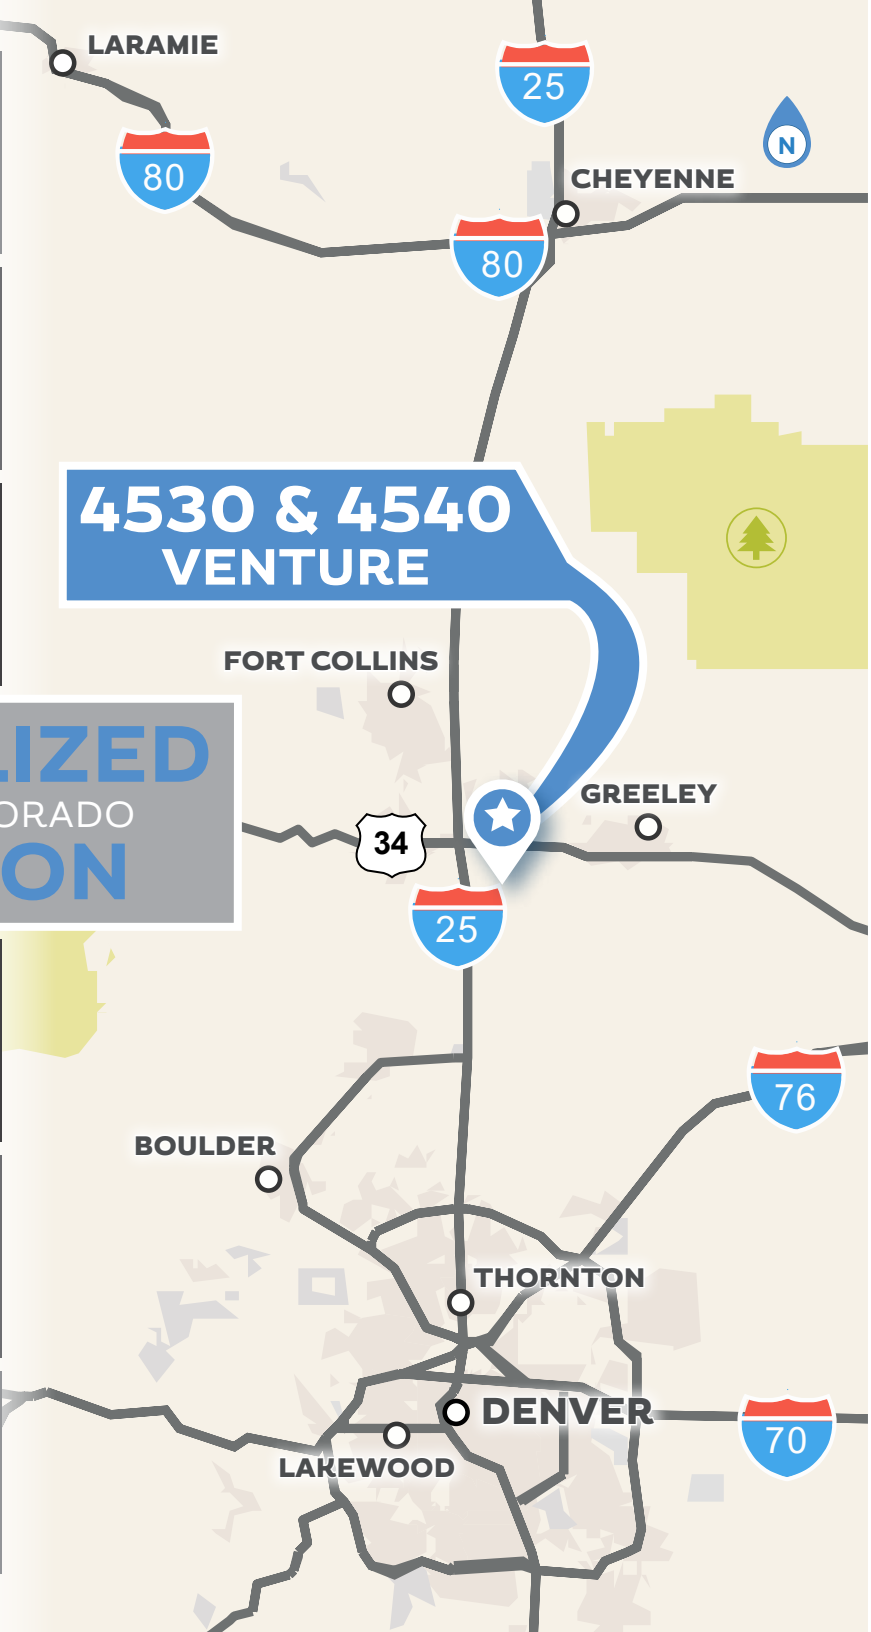 LARAMIE
25
N
80
CHEYENNE
80
4530 & 4540
VENTURE
FORT COLLINS
LIZED
GREELEY
ORADO
34
ON
25
76
BOULDER
THORNTON
DENVER
70
LAKEWOOD